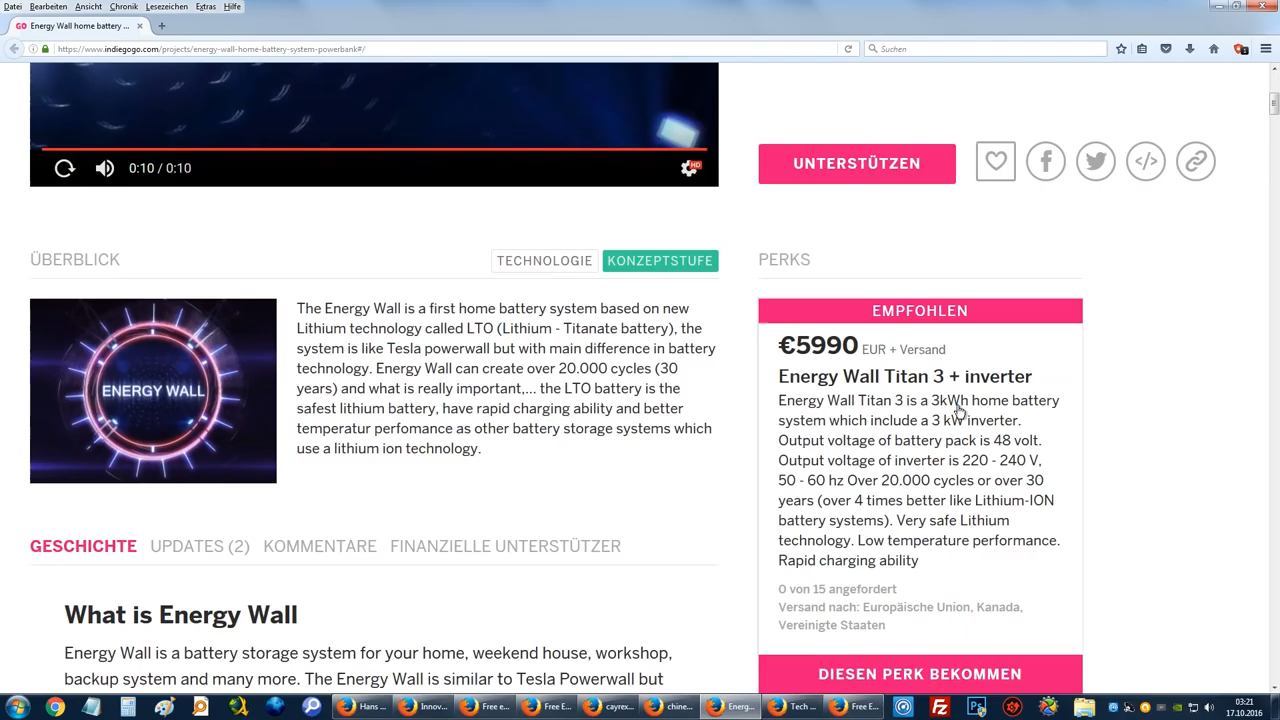 Datei Bearbeiten Ansicht Chronik Lesezeichen Extras Hilfe
GO Energy Wall home battery ... ×
https://www.indiegogo.com/projects/energy-wall-home-battery-system-powerbank#/
Suchen
0:10 / 0:10
HD
UNTERSTÜTZEN
ÜBERBLICK
TECHNOLOGIE
KONZEPTSTUFE
ENERGY WALL
The Energy Wall is a first home battery system based on new
Lithium technology called LTO (Lithium - Titanate battery), the
system is like Tesla powerwall but with main difference in battery
technology. Energy Wall can create over 20.000 cycles (30
years) and what is really important,... the LTO battery is the
safest lithium battery, have rapid charging ability and better
temperatur perfomance as other battery storage systems which
use a lithium ion technology.
PERKS
EMPFOHLEN
€5990 EUR + Versand
Energy Wall Titan 3 + inverter
Energy Wall Titan 3 is a 3kWh home battery
system which include a 3 kW inverter.
Output voltage of battery pack is 48 volt.
Output voltage of inverter is 220 - 240 V,
50 - 60 hz Over 20.000 cycles or over 30
years (over 4 times better like Lithium-ION
battery systems). Very safe Lithium
technology. Low temperature performance.
Rapid charging ability
0 von 15 angefordert
Versand nach: Europäische Union, Kanada,
Vereinigte Staaten
DIESEN PERK BEKOMMEN
GESCHICHTE UPDATES (2) KOMMENTARE FINANZIELLE UNTERSTÜTZER
What is Energy Wall
Energy Wall is a battery storage system for your home, weekend house, workshop,
backup system and many more. The Energy Wall is similar to Tesla Powerwall but
Hans ... Innov... Free e... Free E... cayrex... chine... Energ... Tech ... Free E...
03:21
17.10.2016